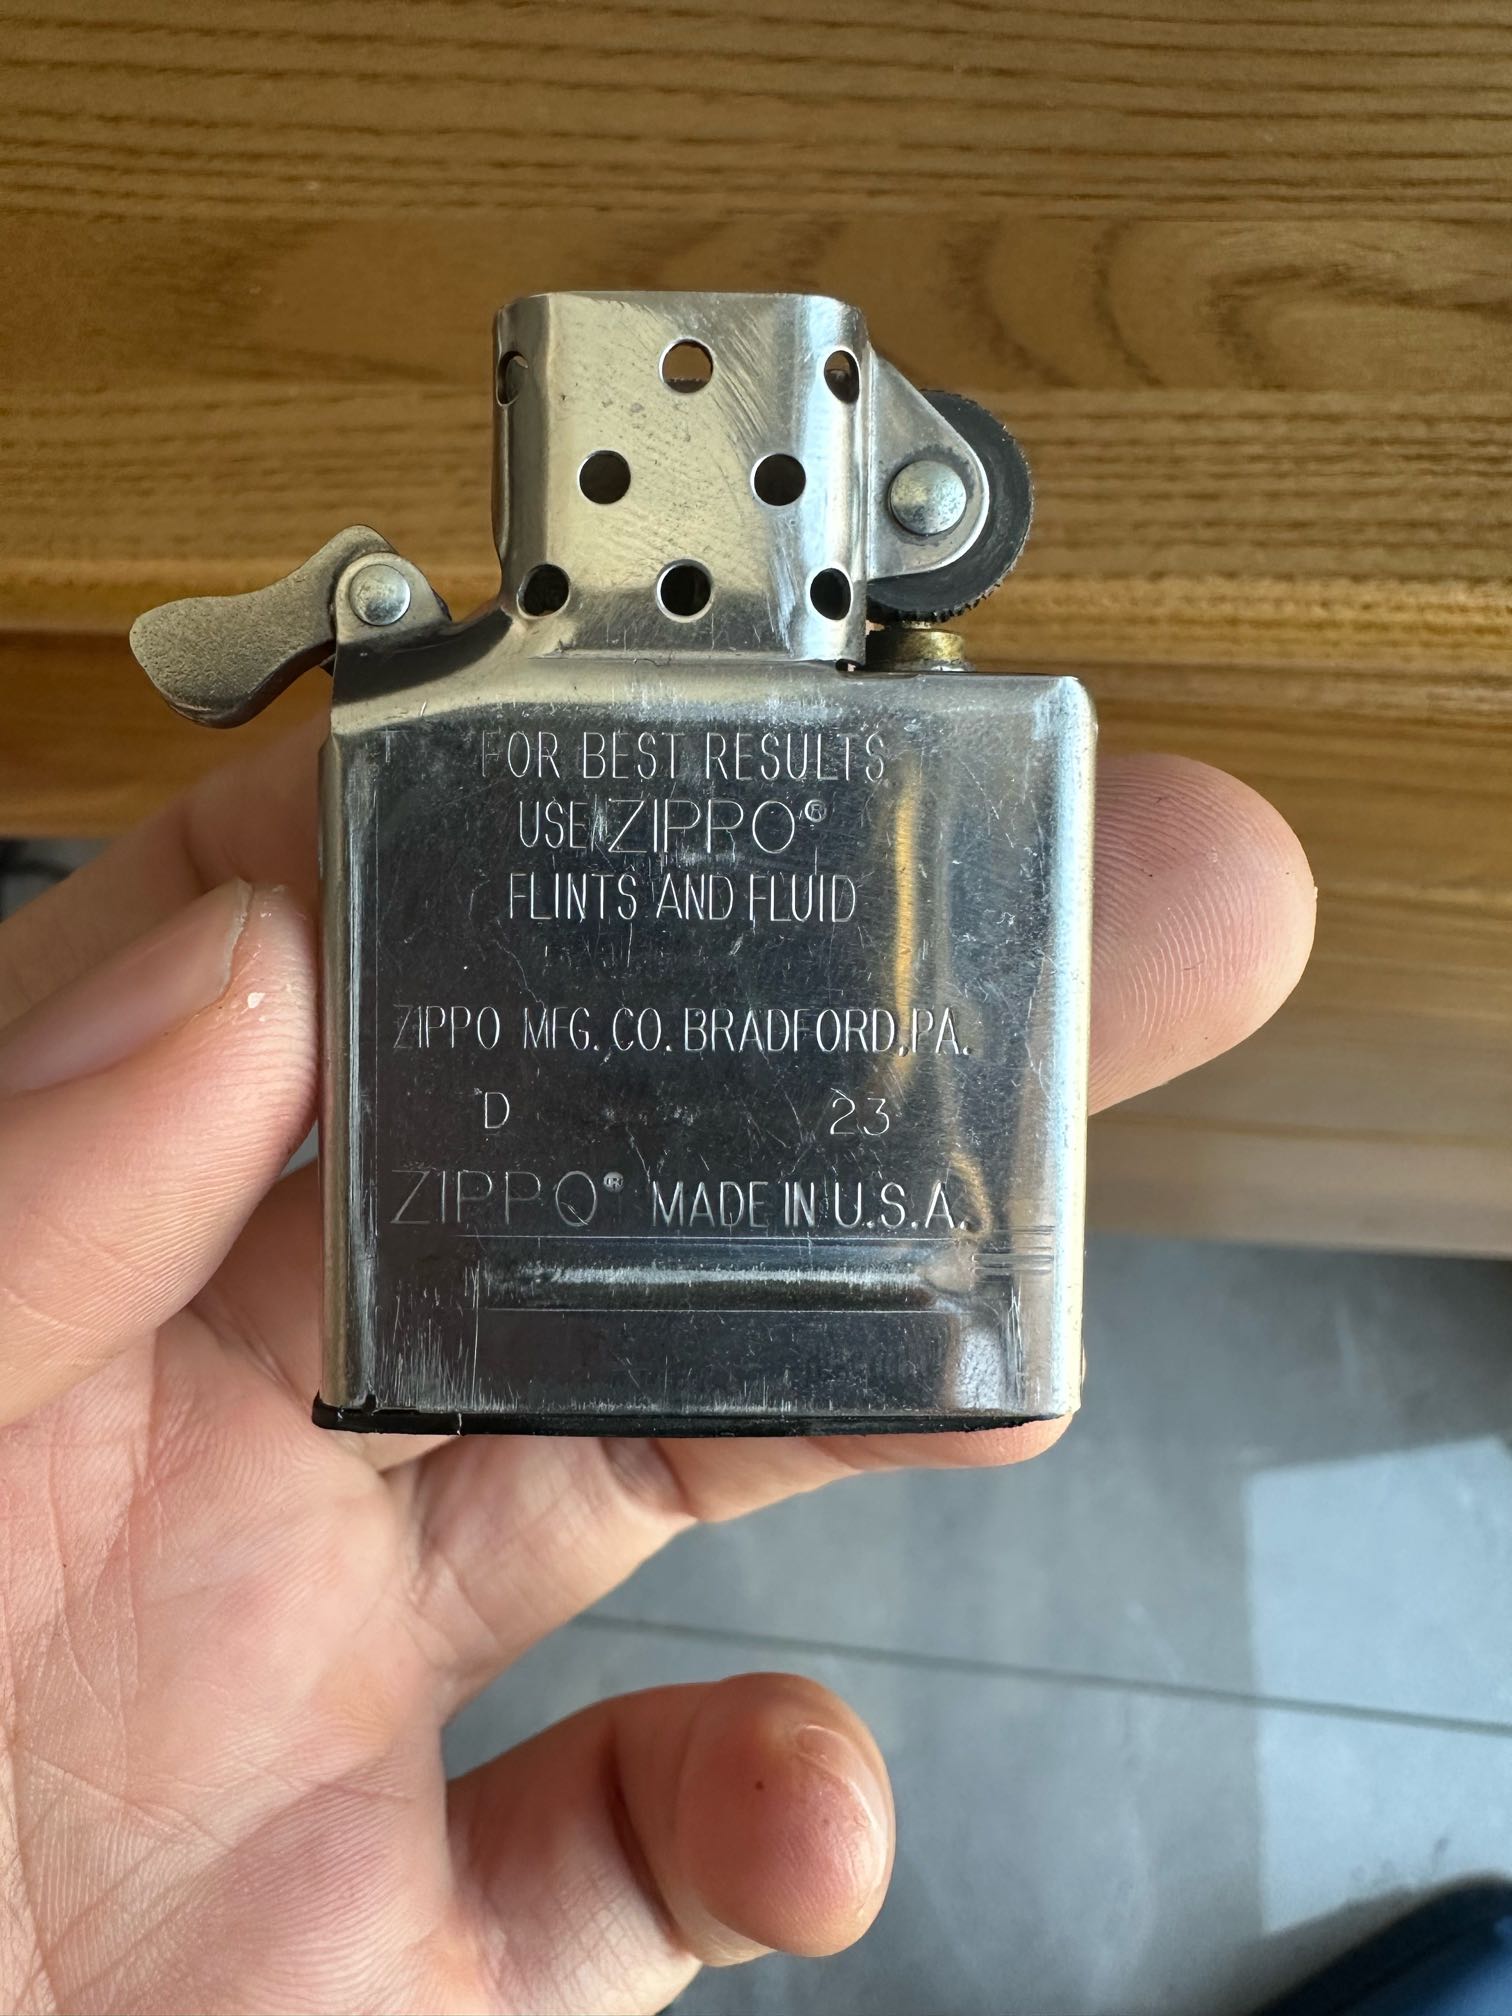 FOR BEST RESULTS
USE ZIPPO®
FLINTS AND FLUID
ZIPPO MFG. CO. BRADFORD, PA.
D 23
ZIPPO® MADE IN U.S.A.